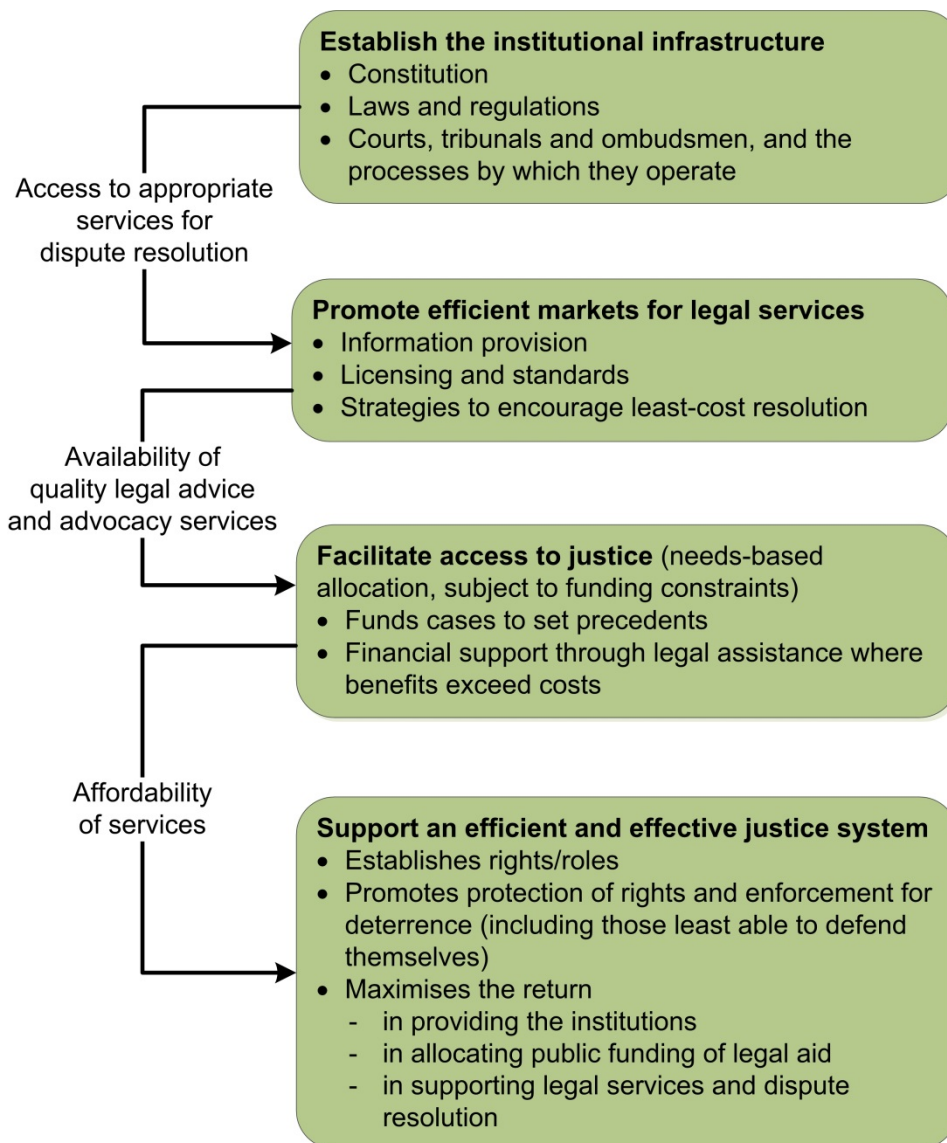 Establish the institutional infrastructure
• Constitution
• Laws and regulations
• Courts, tribunals and ombudsmen, and the
processes by which they operate
Access to appropriate
services for
dispute resolution
Promote efficient markets for legal services
• Information provision
• Licensing and standards
• Strategies to encourage least-cost resolution
Availability of
quality legal advice
and advocacy services
Facilitate access to justice (needs-based
allocation, subject to funding constraints)
• Funds cases to set precedents
• Financial support through legal assistance where
benefits exceed costs
Affordability
of services
Support an efficient and effective justice system
• Establishes rights/roles
• Promotes protection of rights and enforcement for
deterrence (including those least able to defend
themselves)
• Maximises the return
- in providing the institutions
- in allocating public funding of legal aid
- in supporting legal services and dispute
resolution